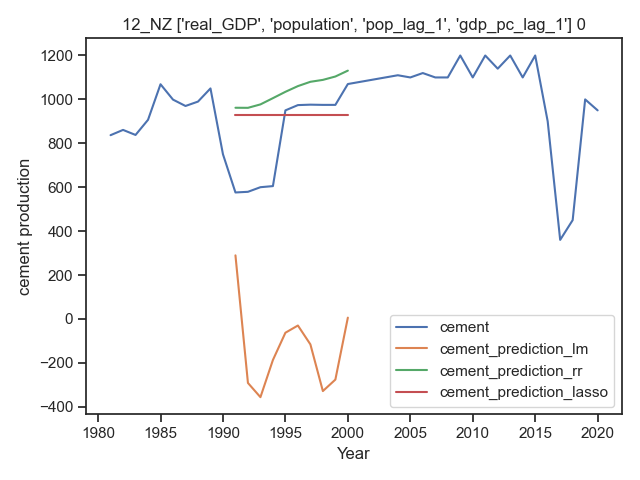 12_NZ ['real_GDP', 'population', 'pop_lag_1', 'gdp_pc_lag_1'] 0
1200
1000
800
600
400
200
0
−200
−400
cement production
1980
1985
1990
1995
2000
2005
2010
2015
2020
Year
cement
cement_prediction_lm
cement_prediction_rr
cement_prediction_lasso